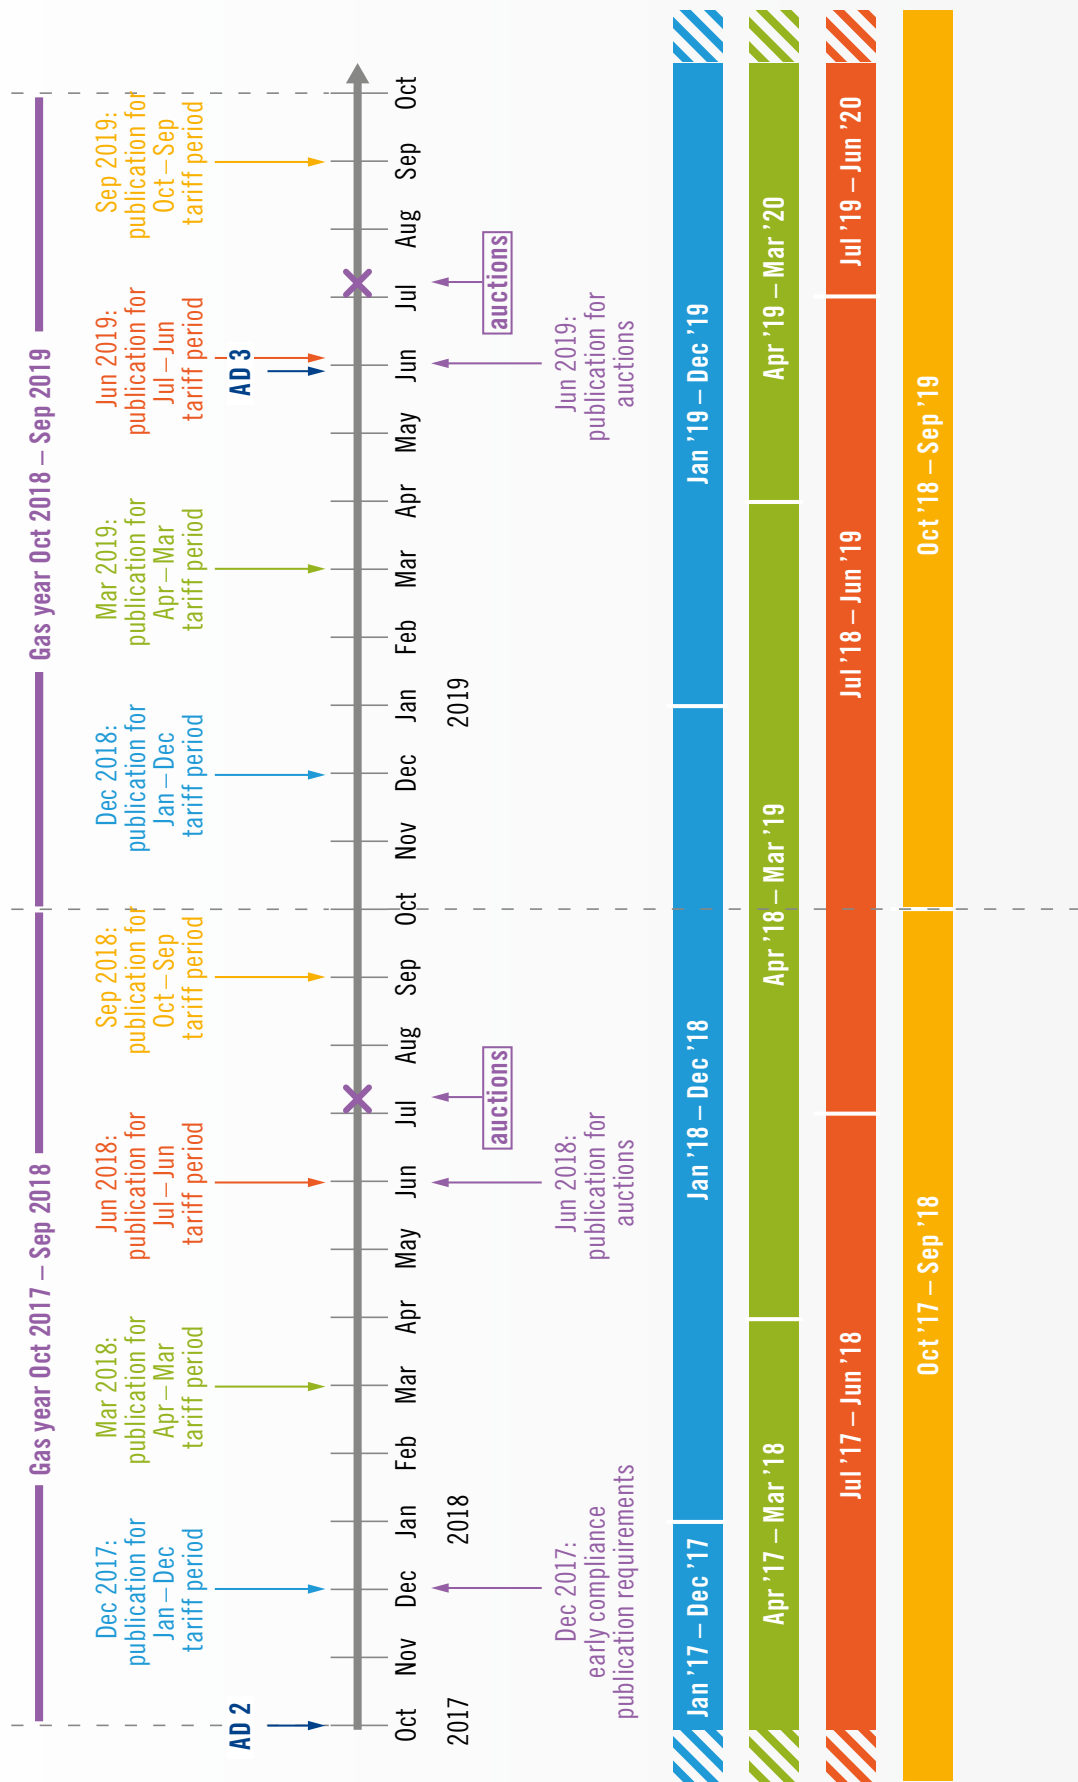 Gas year Oct 2017 – Sep 2018
Gas year Oct 2018 – Sep 2019
Dec 2017:
publication for
Jan – Dec
tariff period
Mar 2018:
publication for
Apr – Mar
tariff period
Jun 2018:
publication for
Jul – Jun
tariff period
Sep 2018:
publication for
Oct – Sep
tariff period
Dec 2018:
publication for
Jan – Dec
tariff period
Mar 2019:
publication for
Apr – Mar
tariff period
Jun 2019:
publication for
Jul – Jun
tariff period
Sep 2019:
publication for
Oct – Sep
tariff period
AD 2
AD 3
Oct Nov Dec Jan Feb Mar Apr May Jun Jul Aug Sep Oct Nov Dec Jan Feb Mar Apr May Jun Jul Aug Sep Oct
2017 2018 2019
auctions
auctions
Dec 2017:
early compliance
publication requirements
Jun 2018:
publication for
auctions
Jun 2019:
publication for
auctions
Jan ’17 – Dec ’17 Jan ’18 – Dec ’18 Jan ’19 – Dec ’19
Apr ’17 – Mar ’18 Apr ’18 – Mar ’19 Apr ’19 – Mar ’20
Jul ’17 – Jun ’18 Jul ’18 – Jun ’19 Jul ’19 – Jun ’20
Oct ’17 – Sep ’18 Oct ’18 – Sep ’19